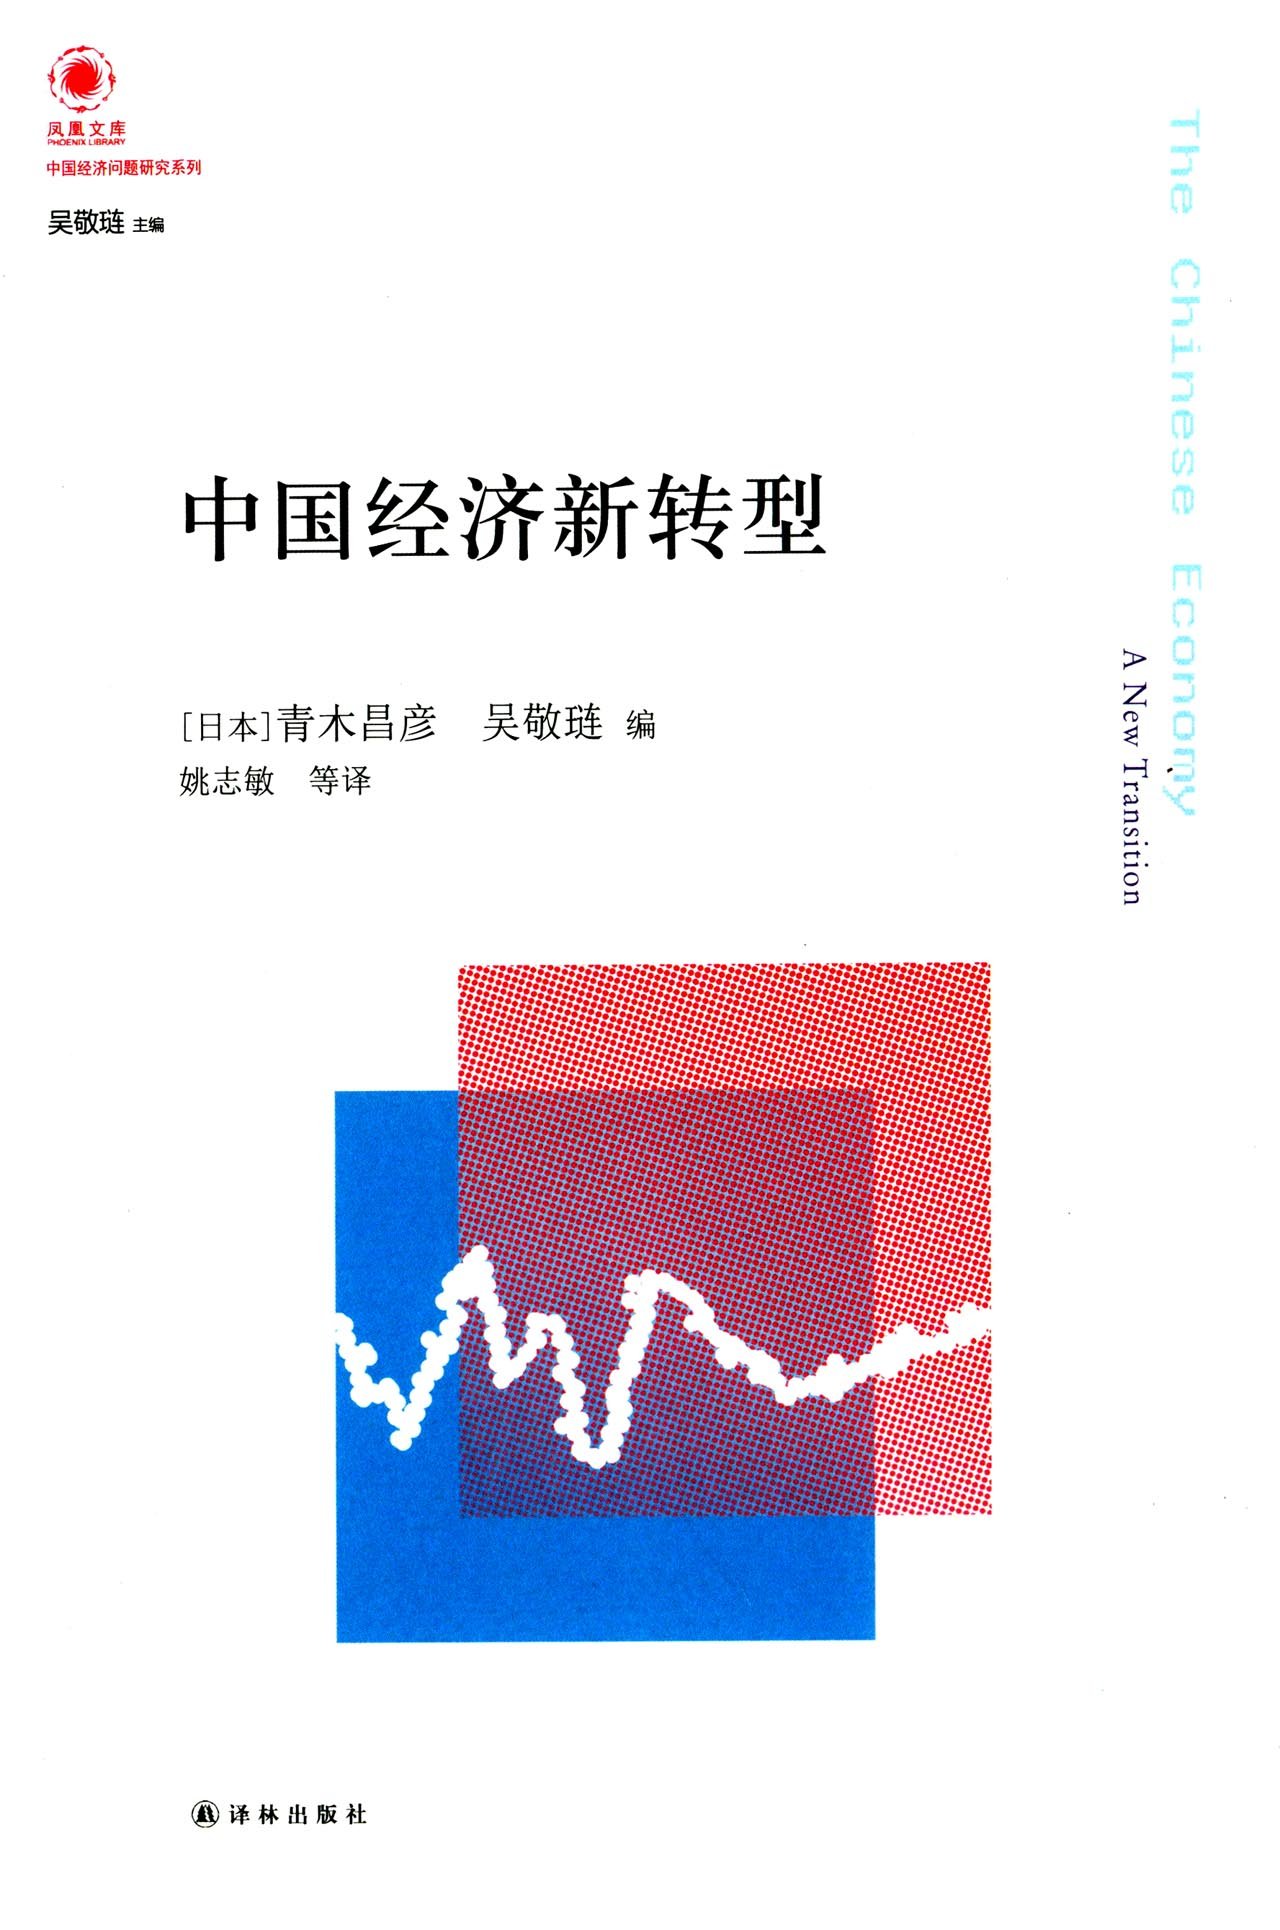 凤凰文库
PHOENIX LIBRARY
中国经济问题研究系列
吴敬琏 主编
The Chinese Economy
A New Transition
中国经济新转型
[日本]青木昌彦 吴敬琏 编
姚志敏 等译
译林出版社